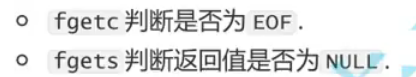 ○ fgetc 判断是否为 EOF .
○ fgets 判断返回值是否为 NULL .